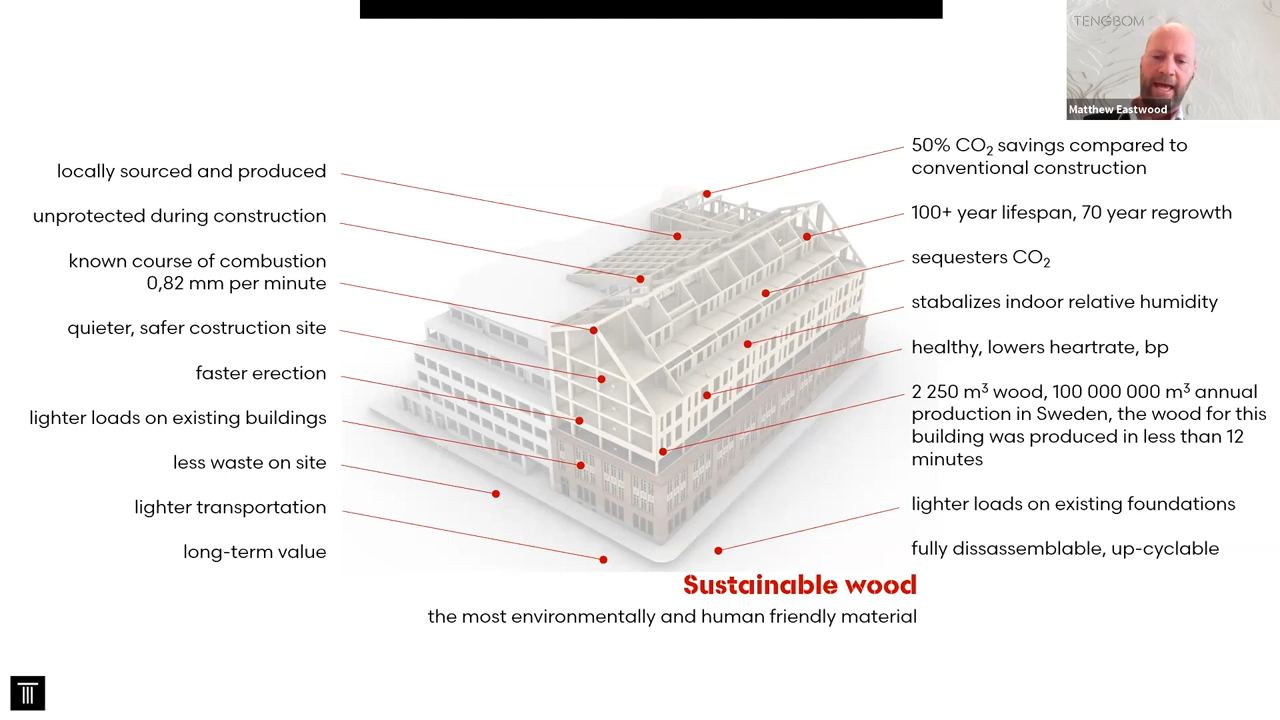 TENGBOM
Matthew Eastwood
locally sourced and produced
unprotected during construction
known course of combustion
0,82 mm per minute
quieter, safer costruction site
faster erection
lighter loads on existing buildings
less waste on site
lighter transportation
long-term value
50% CO₂ savings compared to
conventional construction
100+ year lifespan, 70 year regrowth
sequesters CO₂
stabalizes indoor relative humidity
healthy, lowers heartrate, bp
2 250 m³ wood, 100 000 000 m³ annual
production in Sweden, the wood for this
building was produced in less than 12
minutes
lighter loads on existing foundations
fully dissassemblable, up-cyclable
Sustainable wood
the most environmentally and human friendly material